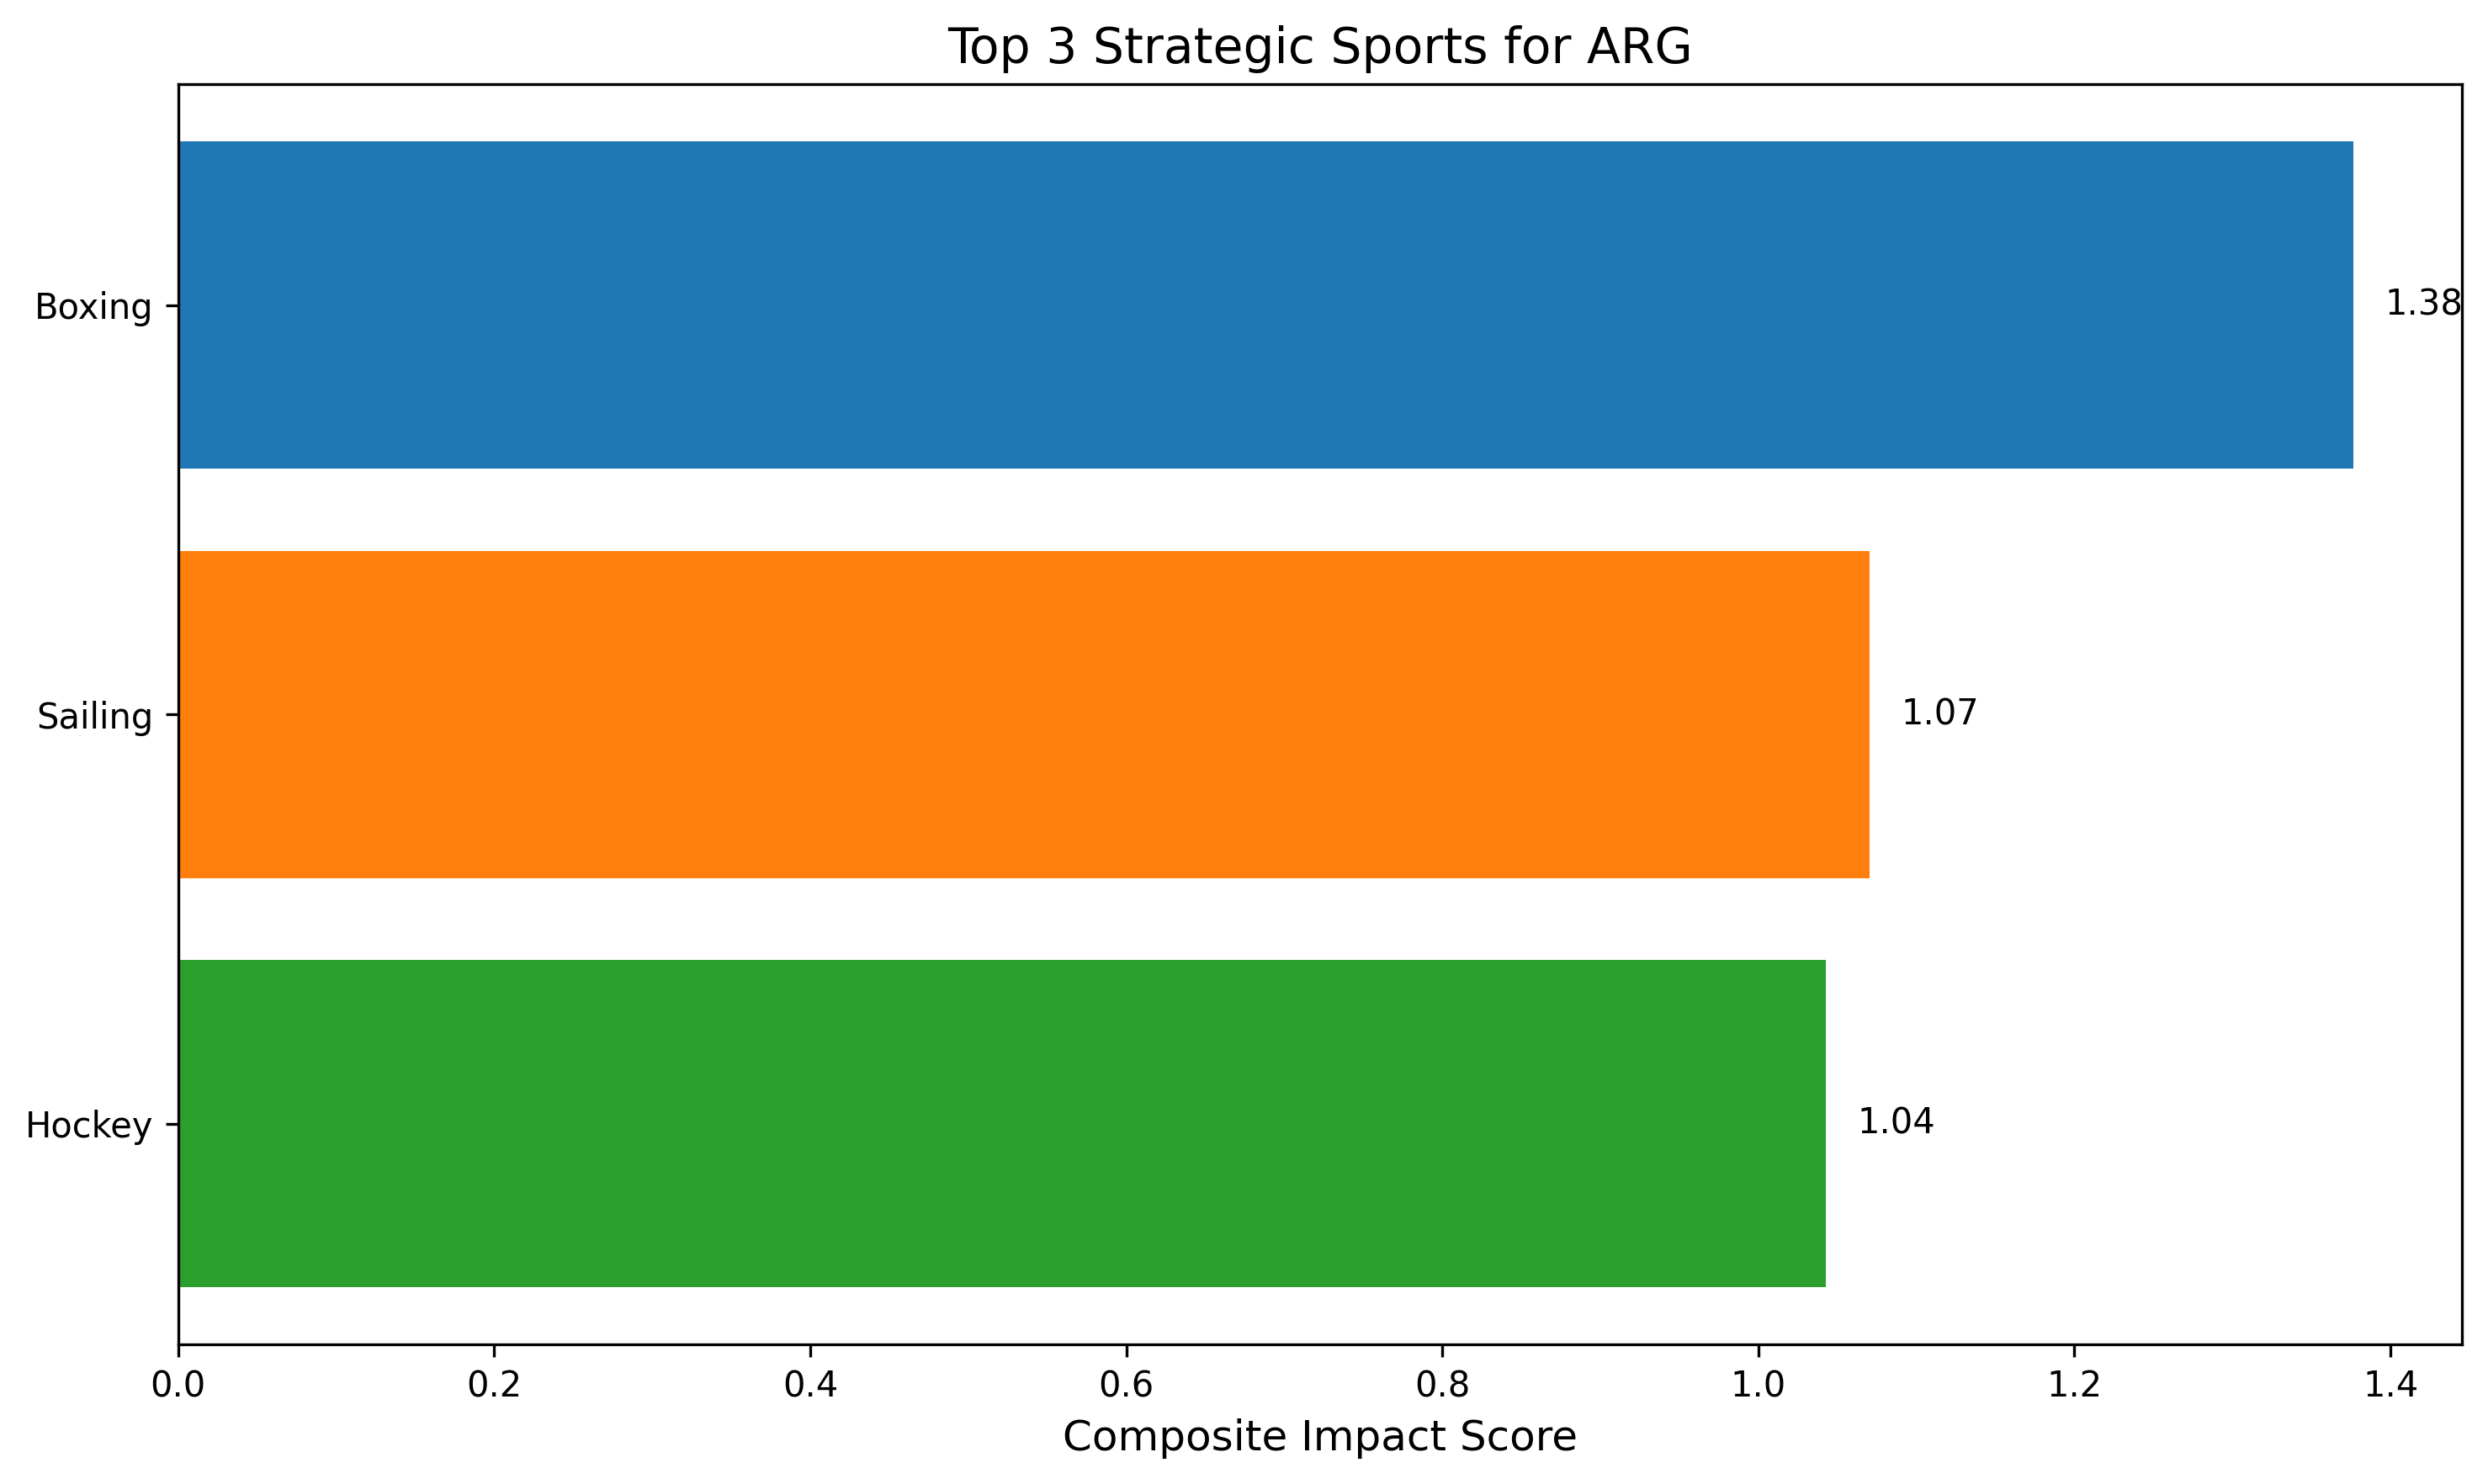 Top 3 Strategic Sports for ARG
Boxing
1.38
Sailing
1.07
Hockey
1.04
0.0 0.2 0.4 0.6 0.8 1.0 1.2 1.4
Composite Impact Score